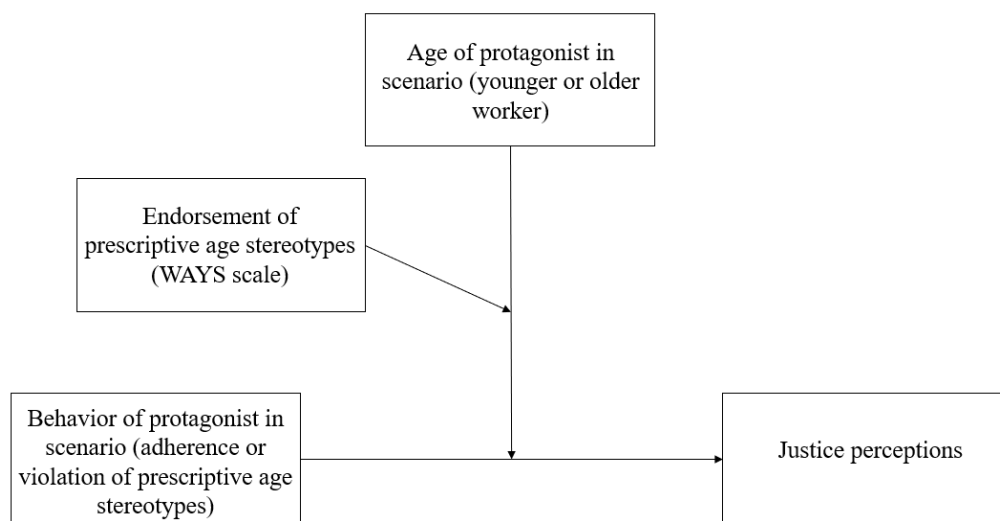 Age of protagonist in
scenario (younger or older
worker)
Endorsement of
prescriptive age stereotypes
(WAYS scale)
Behavior of protagonist in
scenario (adherence or
violation of prescriptive age
stereotypes)
Justice perceptions